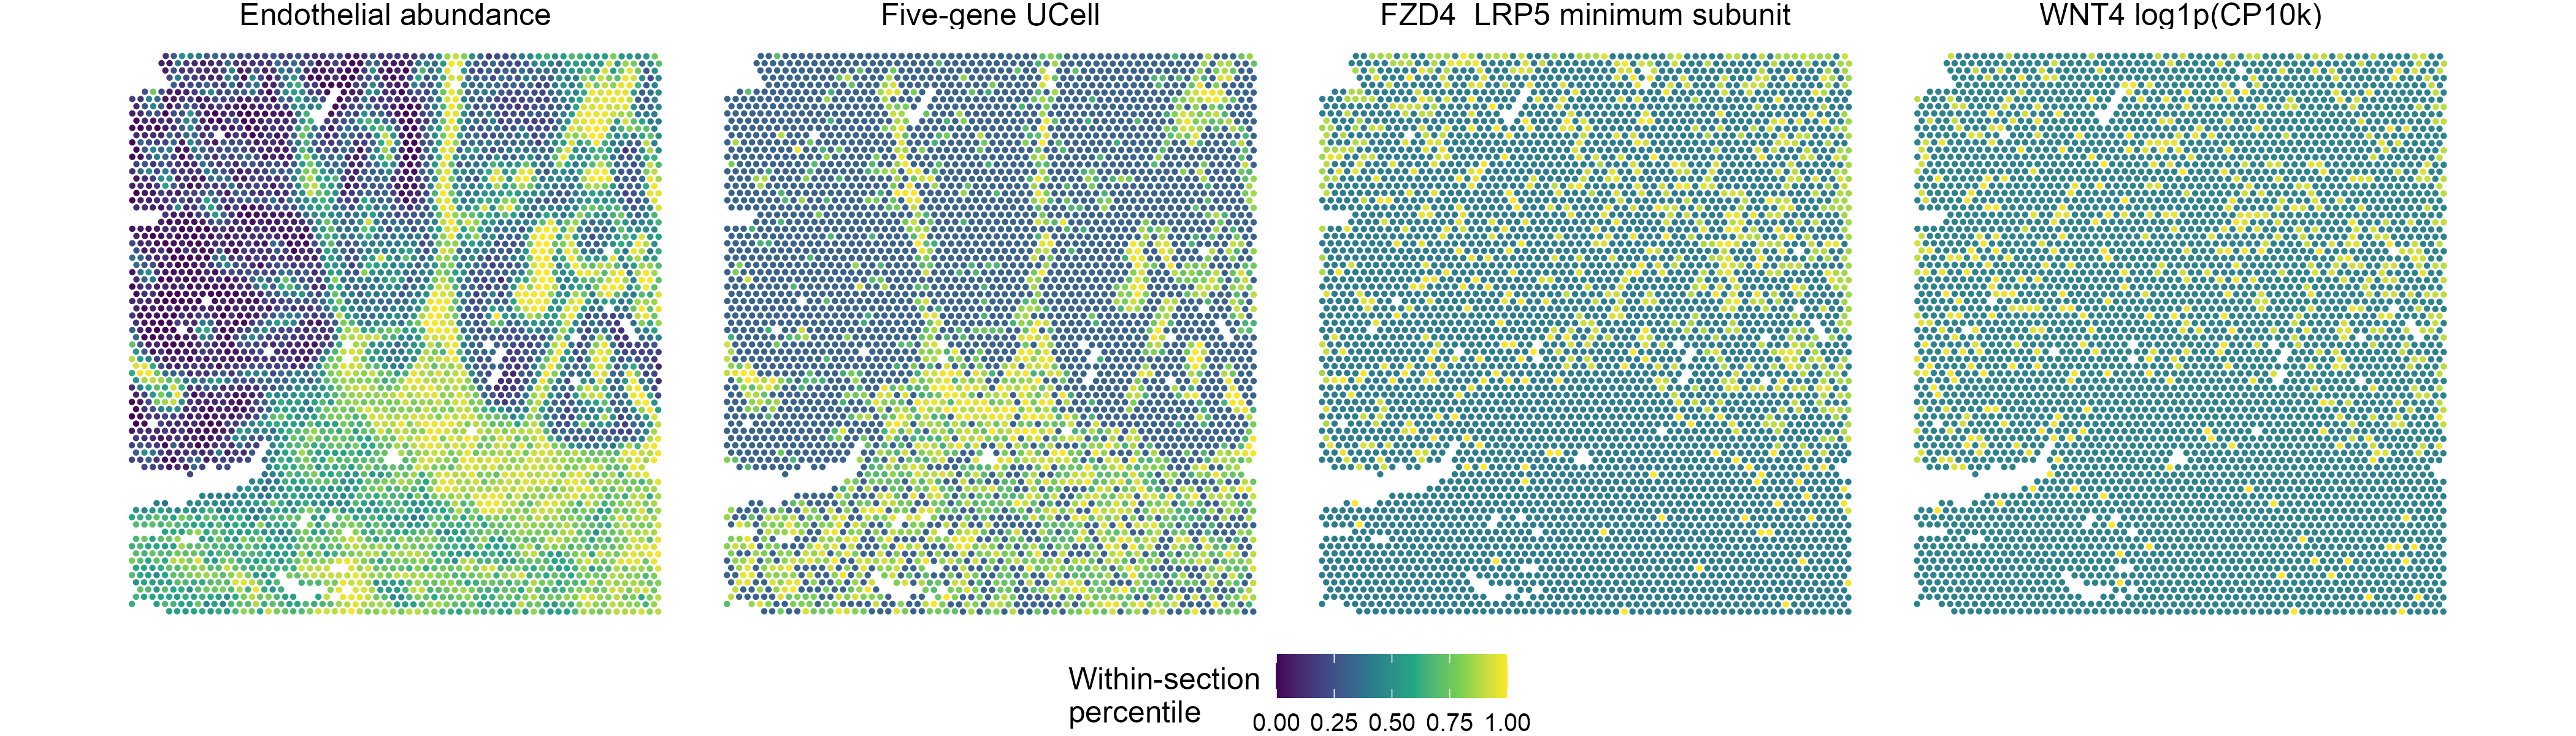 Endothelial abundance
Five-gene UCell
FZD4 LRP5 minimum subunit
WNT4 log1p(CP10k)
Within-section
percentile
0.00 0.25 0.50 0.75 1.00